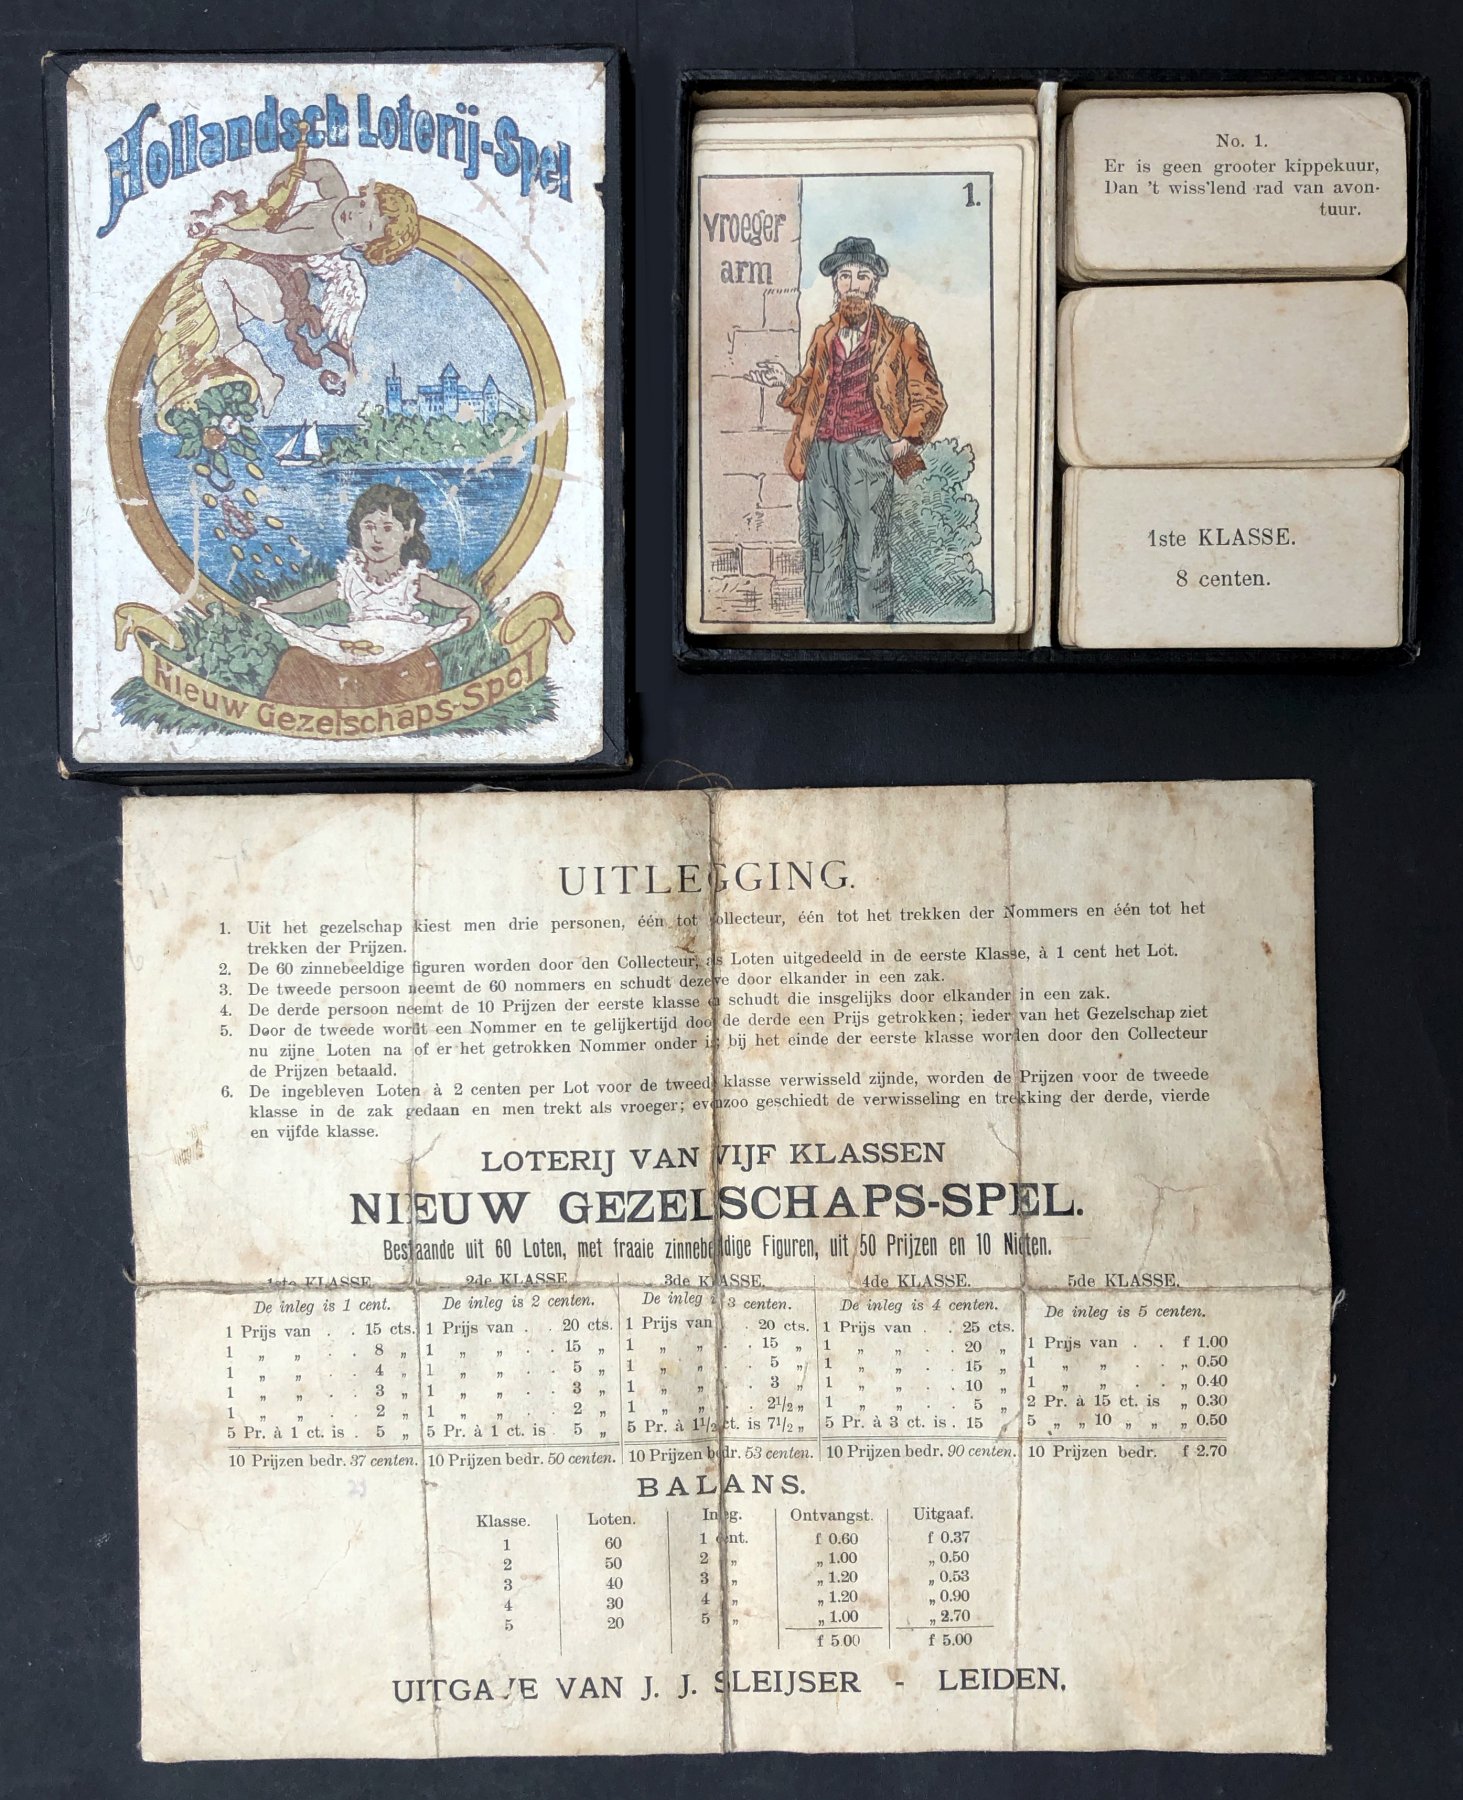 Hollandsch Loterij-Spel
Nieuw Gezelschaps-Spel
vroeger
arm
1.
No. 1.
Er is geen grooter kippekuur,
Dan 't wiss'lend rad van avon-
tuur.
1ste KLASSE.
8 centen.
UITLEGGING.
1. Uit het gezelschap kiest men drie personen, één tot Collecteur, één tot het trekken der Nommers en één tot het
trekken der Prijzen.
2. De 60 zinnebeeldige figuren worden door den Collecteur, als Loten uitgedeeld in de eerste Klasse, à 1 cent het Lot.
3. De tweede persoon neemt de 60 nommers en schudt dezelve door elkander in een zak.
4. De derde persoon neemt de 10 Prijzen der eerste klasse en schudt die insgelijks door elkander in een zak.
5. Door de tweede wordt een Nommer en te gelijkertijd door de derde een Prijs getrokken; ieder van het Gezelschap ziet
nu zijne Loten na of er het getrokken Nommer onder is; bij het einde der eerste klasse worden door den Collecteur
de Prijzen betaald.
6. De ingebleven Loten à 2 centen per Lot voor de tweede klasse verwisseld zijnde, worden de Prijzen voor de tweede
klasse in de zak gedaan en men trekt als vroeger; evenzoo geschiedt de verwisseling en trekking der derde, vierde
en vijfde klasse.
LOTERIJ VAN VIJF KLASSEN
NIEUW GEZELSCHAPS-SPEL.
Bestaande uit 60 Loten, met fraaie zinnebeeldige Figuren, uit 50 Prijzen en 10 Nieten.
1ste KLASSE. 2de KLASSE. 3de KLASSE. 4de KLASSE. 5de KLASSE.
De inleg is 1 cent. De inleg is 2 centen. De inleg is 3 centen. De inleg is 4 centen. De inleg is 5 centen.
1 Prijs van . . 15 cts. 1 Prijs van . . 20 cts. 1 Prijs van . . 20 cts. 1 Prijs van . . 25 cts. 1 Prijs van . . f 1.00
1 „ „ . . 8 „ 1 „ „ . . 15 „ 1 „ „ . . 15 „ 1 „ „ . . 20 „ 1 „ „ . . „ 0.50
1 „ „ . . 4 „ 1 „ „ . . 5 „ 1 „ „ . . 5 „ 1 „ „ . . 15 „ 1 „ „ . . „ 0.40
1 „ „ . . 3 „ 1 „ „ . . 3 „ 1 „ „ . . 3 „ 1 „ „ . . 10 „ 2 Pr. à 15 ct. is „ 0.30
1 „ „ . . 2 „ 1 „ „ . . 2 „ 1 „ „ . . 2 1/2 „ 1 „ „ . . 5 „ 5 „ „ 10 „ „ „ 0.50
5 Pr. à 1 ct. is . 5 „ 5 Pr. à 1 ct. is . 5 „ 5 Pr. à 1 1/2 ct. is 7 1/2 „ 5 Pr. à 3 ct. is . 15 „
10 Prijzen bedr. 37 centen. 10 Prijzen bedr. 50 centen. 10 Prijzen bedr. 53 centen. 10 Prijzen bedr. 90 centen. 10 Prijzen bedr. f 2.70
BALANS.
Klasse. Loten. Inleg. Ontvangst. Uitgaaf.
1 60 1 cent. f 0.60 f 0.37
2 50 2 „ „ 1.00 „ 0.50
3 40 3 „ „ 1.20 „ 0.53
4 30 4 „ „ 1.20 „ 0.90
5 20 5 „ „ 1.00 „ 2.70
f 5.00 f 5.00
UITGAVE VAN J. J. SLEIJSER - LEIDEN.